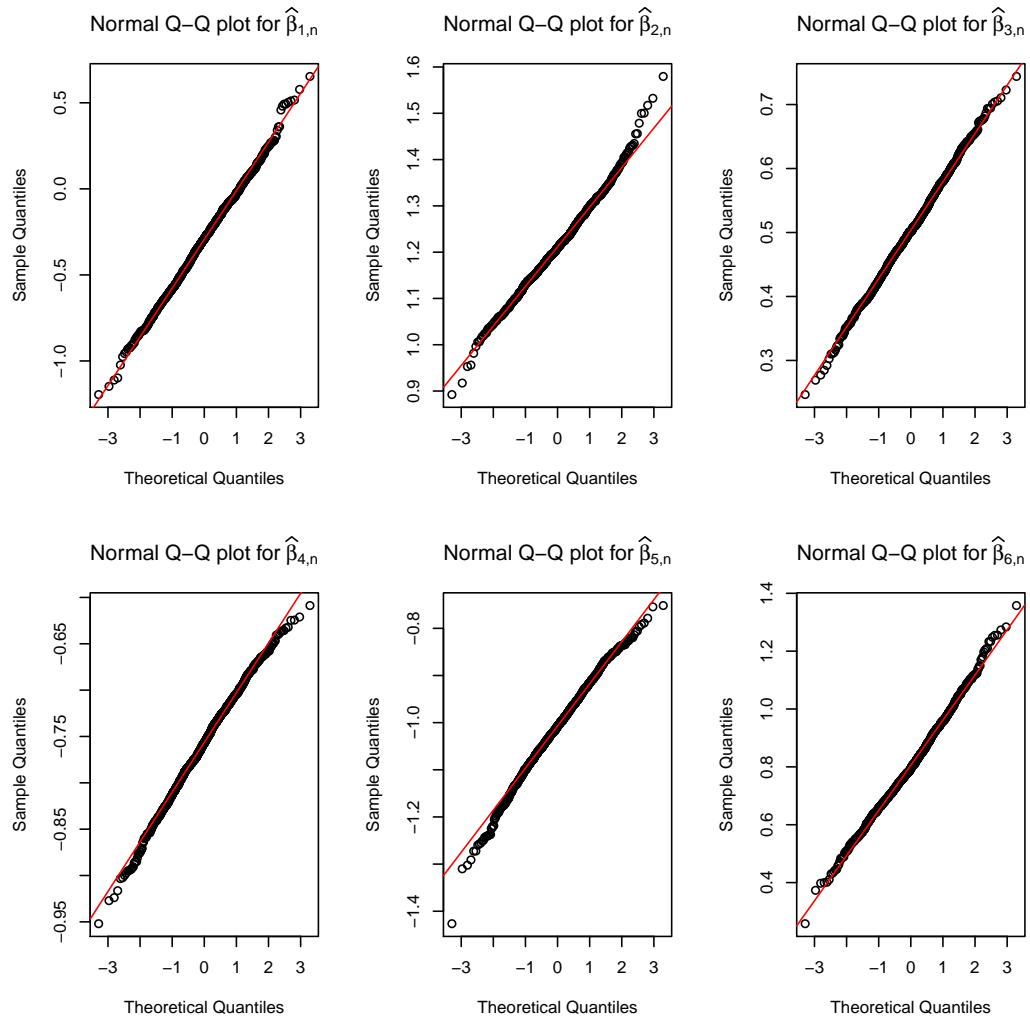 Normal Q−Q plot for β̂1,n
Normal Q−Q plot for β̂2,n
Normal Q−Q plot for β̂3,n
Sample Quantiles
−1.0 −0.5 0.0 0.5
−3 −1 0 1 2 3
Theoretical Quantiles
Sample Quantiles
0.9 1.0 1.1 1.2 1.3 1.4 1.5 1.6
−3 −1 0 1 2 3
Theoretical Quantiles
Sample Quantiles
0.3 0.4 0.5 0.6 0.7
−3 −1 0 1 2 3
Theoretical Quantiles
Normal Q−Q plot for β̂4,n
Normal Q−Q plot for β̂5,n
Normal Q−Q plot for β̂6,n
Sample Quantiles
−0.95 −0.85 −0.75 −0.65
−3 −1 0 1 2 3
Theoretical Quantiles
Sample Quantiles
−1.4 −1.2 −1.0 −0.8
−3 −1 0 1 2 3
Theoretical Quantiles
Sample Quantiles
0.4 0.6 0.8 1.0 1.2 1.4
−3 −1 0 1 2 3
Theoretical Quantiles